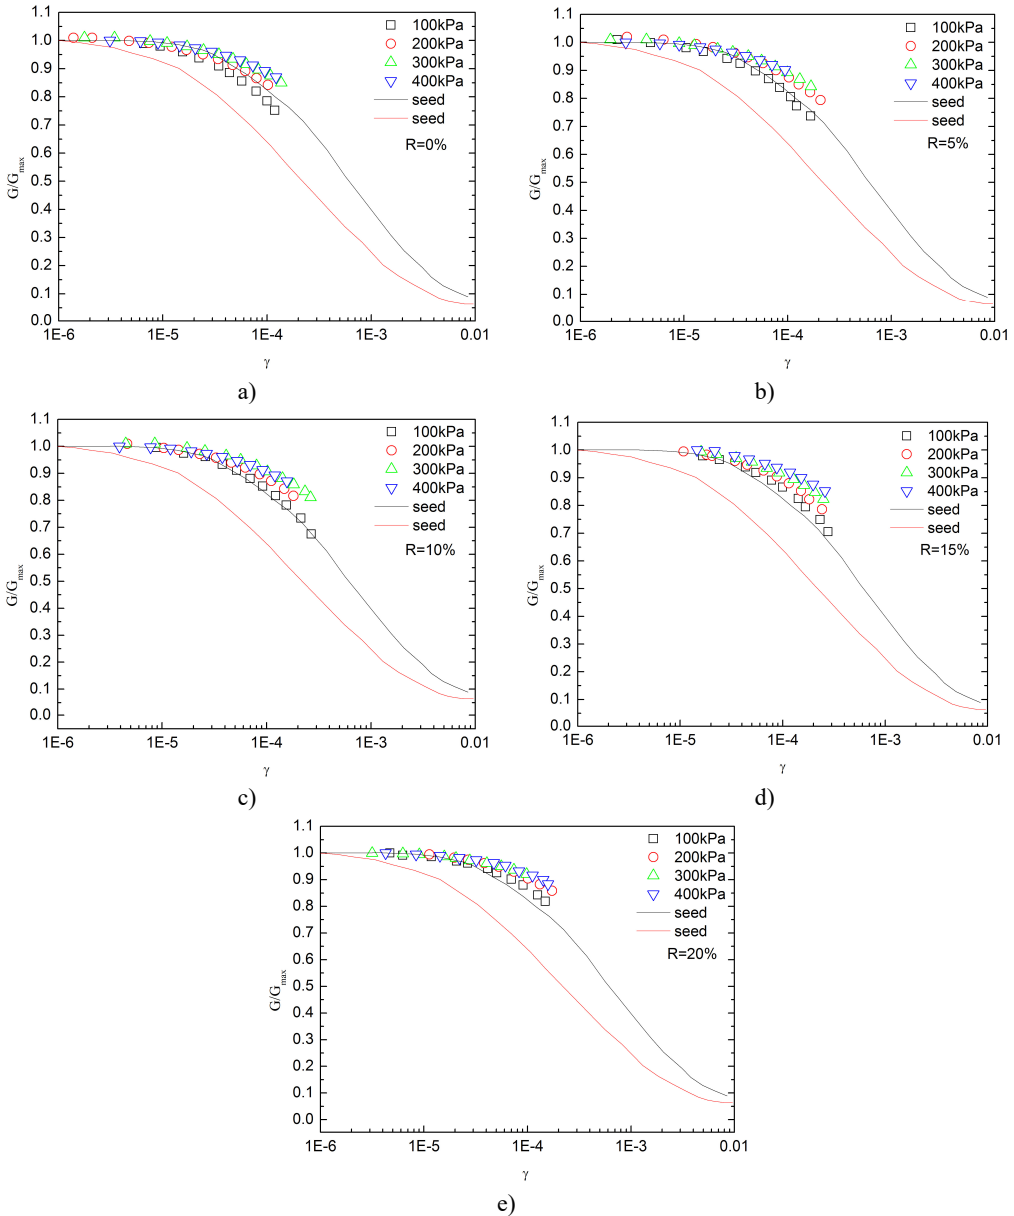 1.1
1.0
0.9
0.8
0.7
0.6
0.5
0.4
0.3
0.2
0.1
0.0
G/Gmax
1E-6 1E-5 1E-4 1E-3 0.01
γ
100kPa
200kPa
300kPa
400kPa
seed
seed
R=0%
a)
1.1
1.0
0.9
0.8
0.7
0.6
0.5
0.4
0.3
0.2
0.1
0.0
G/Gmax
1E-6 1E-5 1E-4 1E-3 0.01
γ
100kPa
200kPa
300kPa
400kPa
seed
seed
R=5%
b)
1.1
1.0
0.9
0.8
0.7
0.6
0.5
0.4
0.3
0.2
0.1
0.0
G/Gmax
1E-6 1E-5 1E-4 1E-3 0.01
γ
100kPa
200kPa
300kPa
400kPa
seed
seed
R=10%
c)
1.1
1.0
0.9
0.8
0.7
0.6
0.5
0.4
0.3
0.2
0.1
0.0
G/Gmax
1E-6 1E-5 1E-4 1E-3 0.01
γ
100kPa
200kPa
300kPa
400kPa
seed
seed
R=15%
d)
1.1
1.0
0.9
0.8
0.7
0.6
0.5
0.4
0.3
0.2
0.1
0.0
G/Gmax
1E-6 1E-5 1E-4 1E-3 0.01
γ
100kPa
200kPa
300kPa
400kPa
seed
seed
R=20%
e)